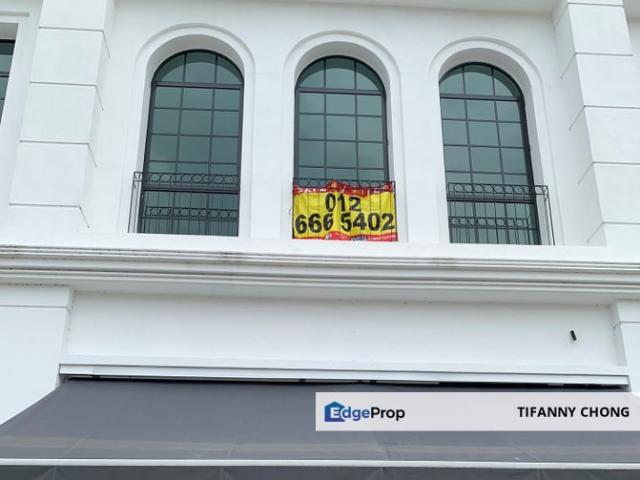 012
666 5402
EdgeProp
TIFANNY CHONG